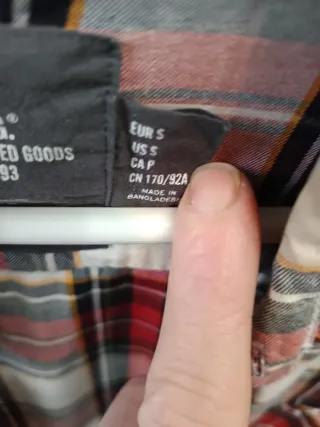 .®
ED GOODS
93
EUR S
US S
CA P
CN 170/92A
MADE IN
BANGLADESH